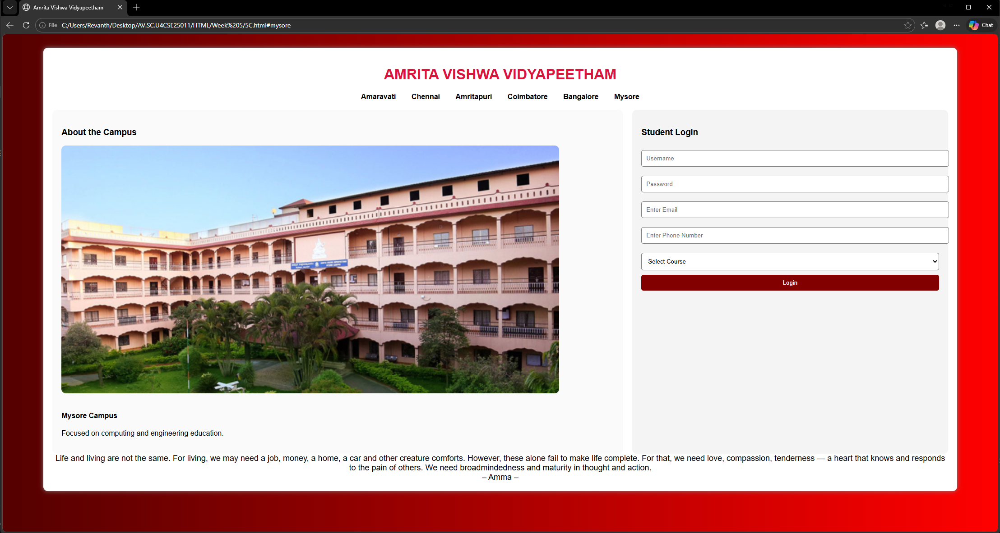 Amrita Vishwa Vidyapeetham
File C:/Users/Revanth/Desktop/AV.SC.U4CSE25011/HTML/Week%205/5C.html#mysore
Chat
AMRITA VISHWA VIDYAPEETHAM
Amaravati Chennai Amritapuri Coimbatore Bangalore Mysore
About the Campus
Mysore Campus
Focused on computing and engineering education.
Student Login
Username
Password
Enter Email
Enter Phone Number
Select Course
Login
Life and living are not the same. For living, we may need a job, money, a home, a car and other creature comforts. However, these alone fail to make life complete. For that, we need love, compassion, tenderness — a heart that knows and responds
to the pain of others. We need broadmindedness and maturity in thought and action.
– Amma –